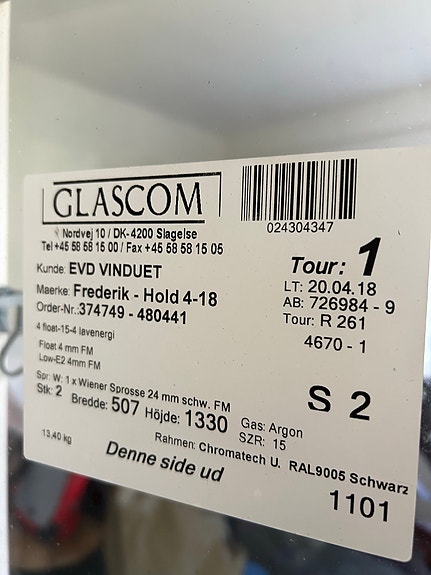 GLASCOM
Nordvej 10 / DK-4200 Slagelse
Tel +45 58 58 15 00 / Fax +45 58 58 15 05
024304347
Kunde: EVD VINDUET
Maerke: Frederik - Hold 4-18
Order-Nr.:374749 - 480441
Tour: 1
LT: 20.04.18
AB: 726984 - 9
Tour: R 261
4670 - 1
4 float-15-4 lavenergi
Float 4 mm FM
Low-E2 4mm FM
S 2
Spr: W: 1 x Wiener Sprosse 24 mm schw. FM
Stk: 2 Bredde: 507 Höjde: 1330 Gas: Argon
SZR: 15
13,40 kg
Rahmen: Chromatech U. RAL9005 Schwarz
Denne side ud
1101